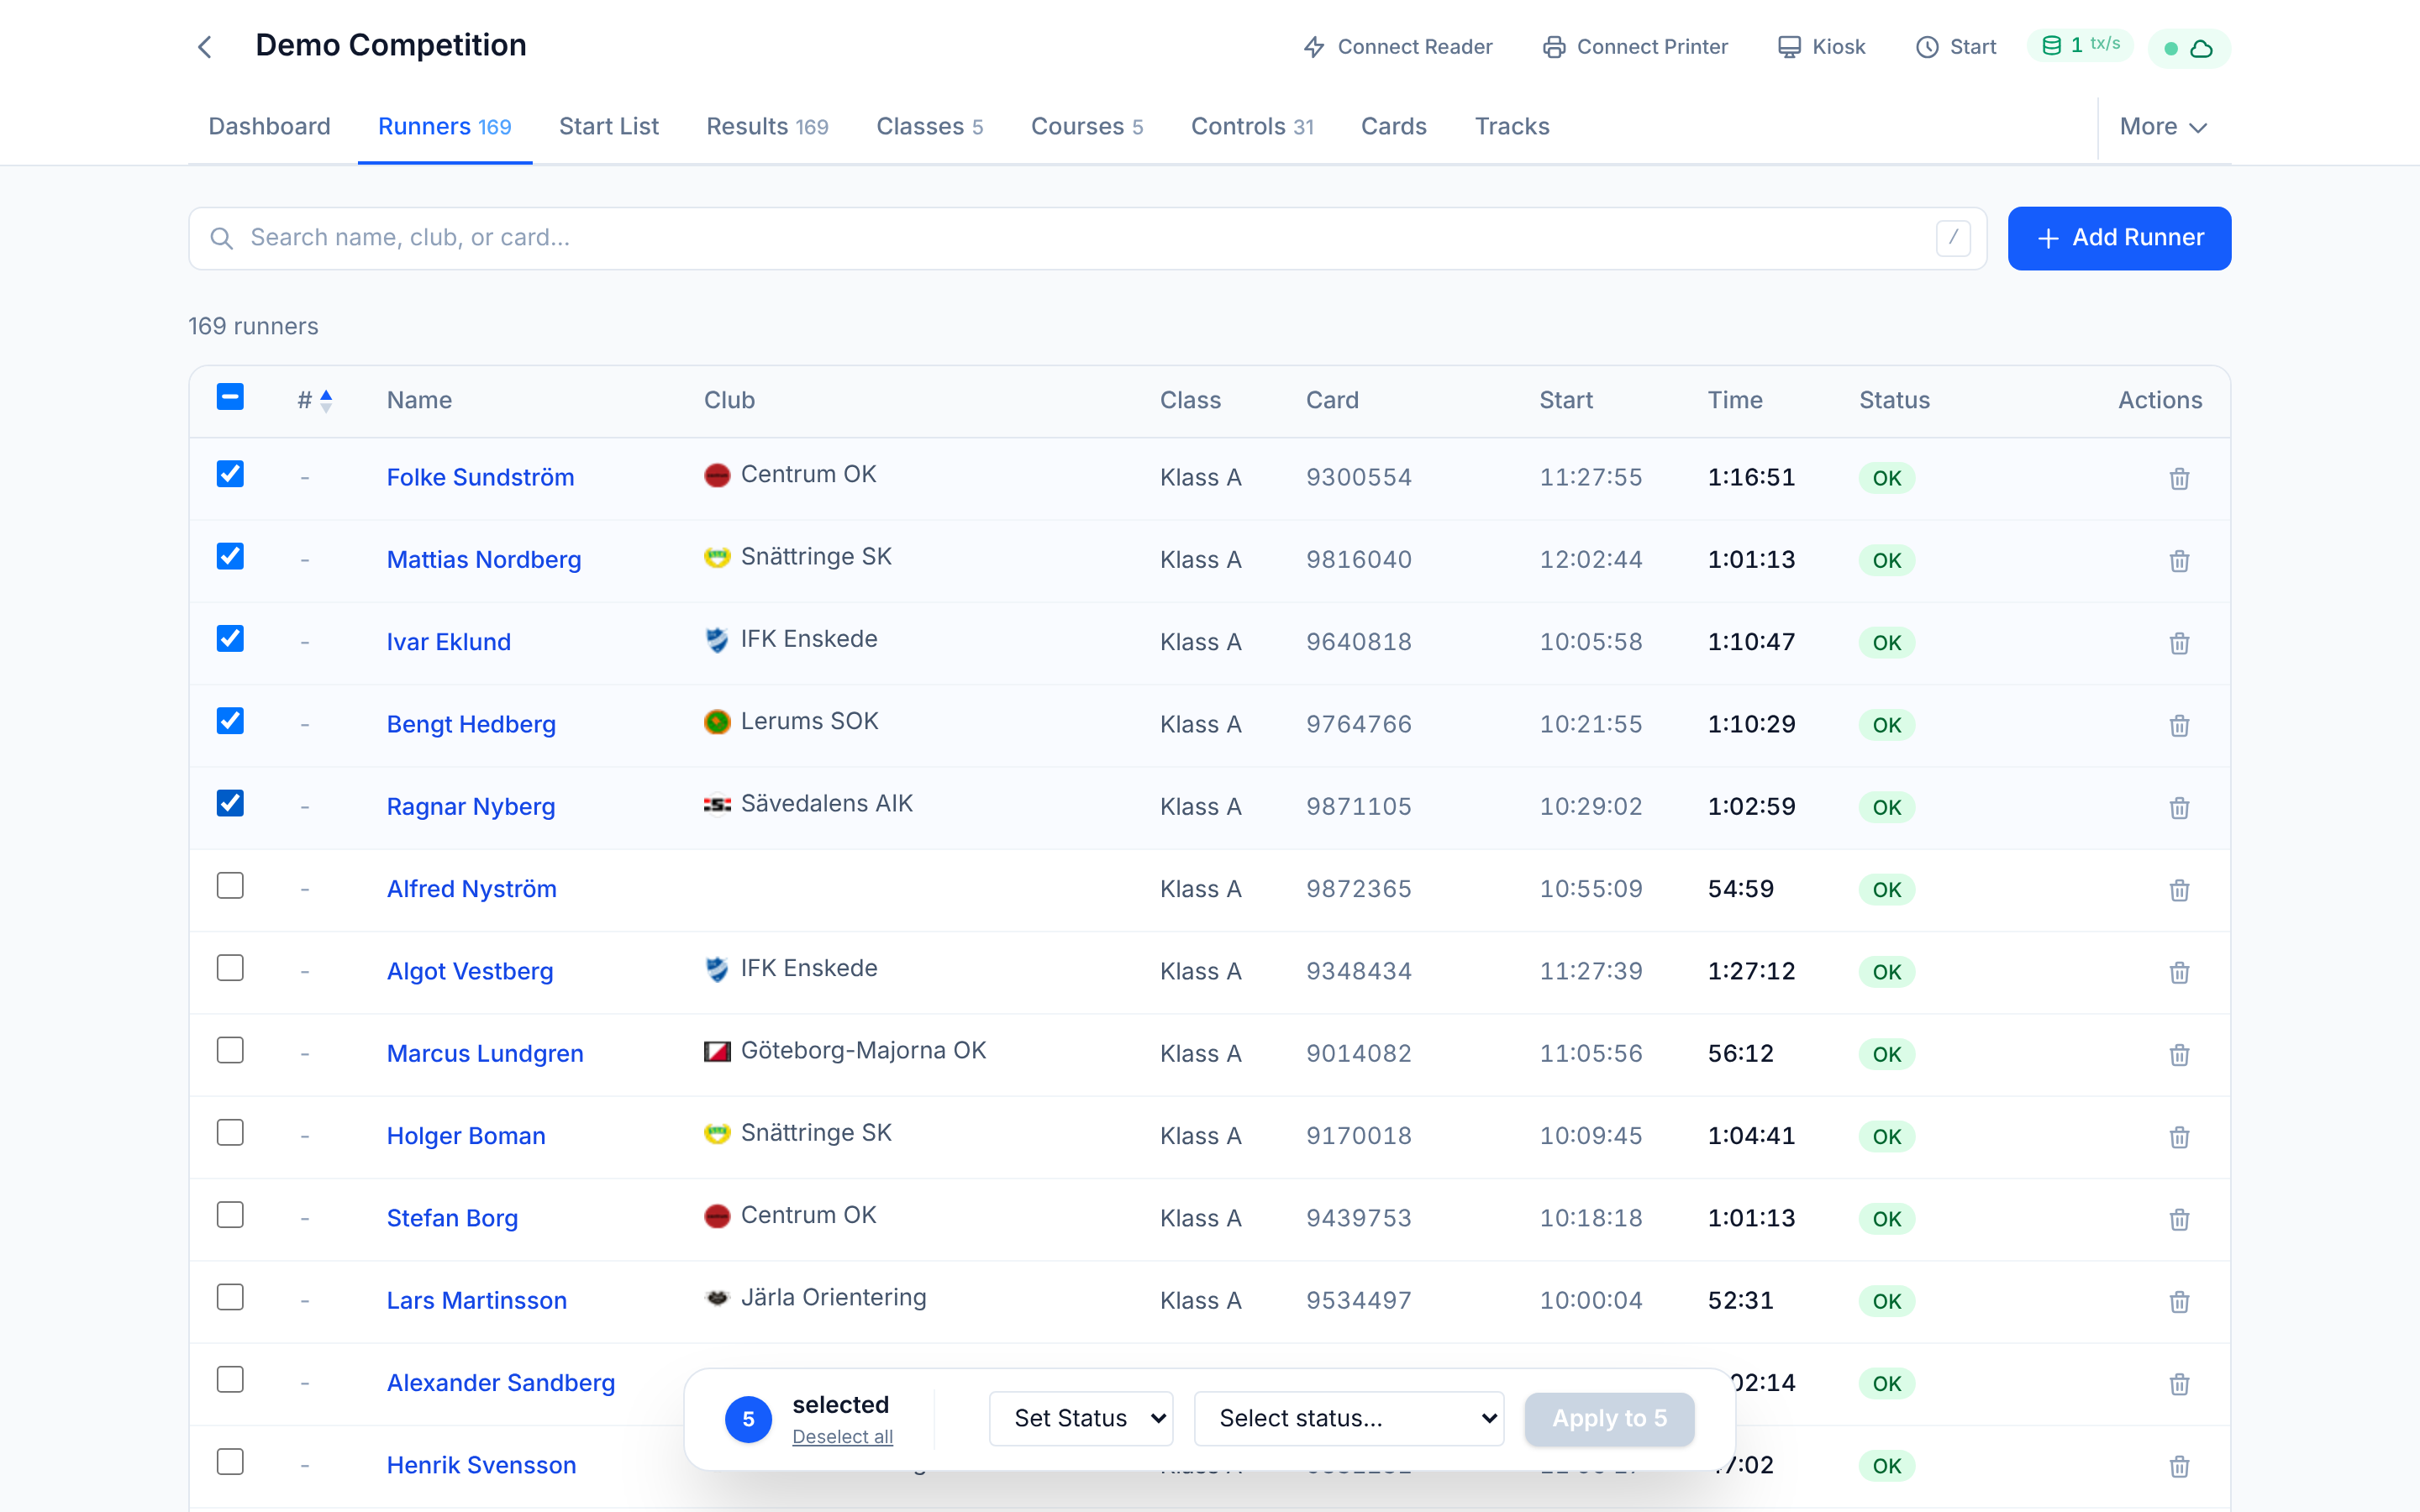 Demo Competition
Connect Reader
Connect Printer
Kiosk
Start
1 tx/s
Dashboard
Runners 169
Start List
Results 169
Classes 5
Courses 5
Controls 31
Cards
Tracks
More
Search name, club, or card...
/
+ Add Runner
169 runners
# Name Club Class Card Start Time Status Actions
- Folke Sundström Centrum OK Klass A 9300554 11:27:55 1:16:51 OK
- Mattias Nordberg Snättringe SK Klass A 9816040 12:02:44 1:01:13 OK
- Ivar Eklund IFK Enskede Klass A 9640818 10:05:58 1:10:47 OK
- Bengt Hedberg Lerums SOK Klass A 9764766 10:21:55 1:10:29 OK
- Ragnar Nyberg Sävedalens AIK Klass A 9871105 10:29:02 1:02:59 OK
- Alfred Nyström Klass A 9872365 10:55:09 54:59 OK
- Algot Vestberg IFK Enskede Klass A 9348434 11:27:39 1:27:12 OK
- Marcus Lundgren Göteborg-Majorna OK Klass A 9014082 11:05:56 56:12 OK
- Holger Boman Snättringe SK Klass A 9170018 10:09:45 1:04:41 OK
- Stefan Borg Centrum OK Klass A 9439753 10:18:18 1:01:13 OK
- Lars Martinsson Järla Orientering Klass A 9534497 10:00:04 52:31 OK
- Alexander Sandberg 02:14 OK
- Henrik Svensson 7:02 OK
5 selected
Deselect all
Set Status
Select status...
Apply to 5